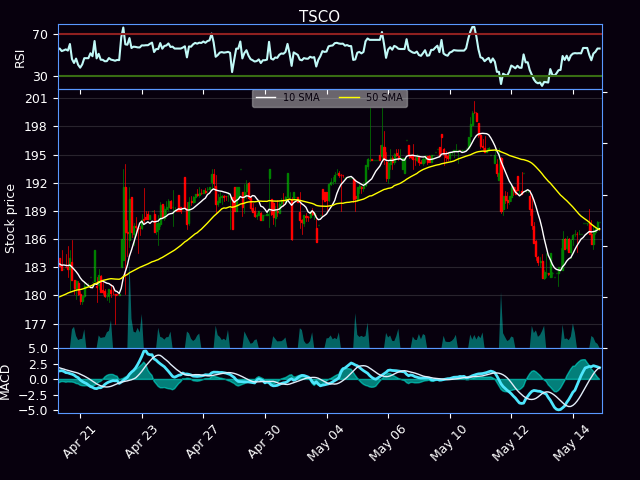 TSCO
RSI
70
30
10 SMA 50 SMA
Stock price
201
198
195
192
189
186
183
180
177
MACD
5.0
2.5
0.0
−2.5
−5.0
Apr 21 Apr 23 Apr 27 Apr 30 May 04 May 06 May 10 May 12 May 14